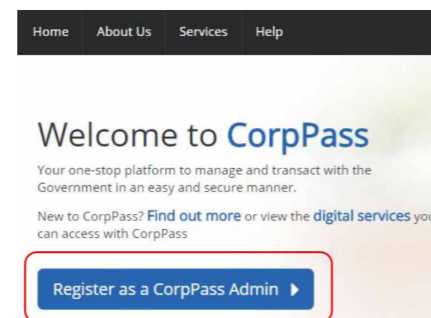 Home About Us Services Help
Welcome to CorpPass
Your one-stop platform to manage and transact with the
Government in an easy and secure manner.
New to CorpPass? Find out more or view the digital services you
can access with CorpPass
Register as a CorpPass Admin